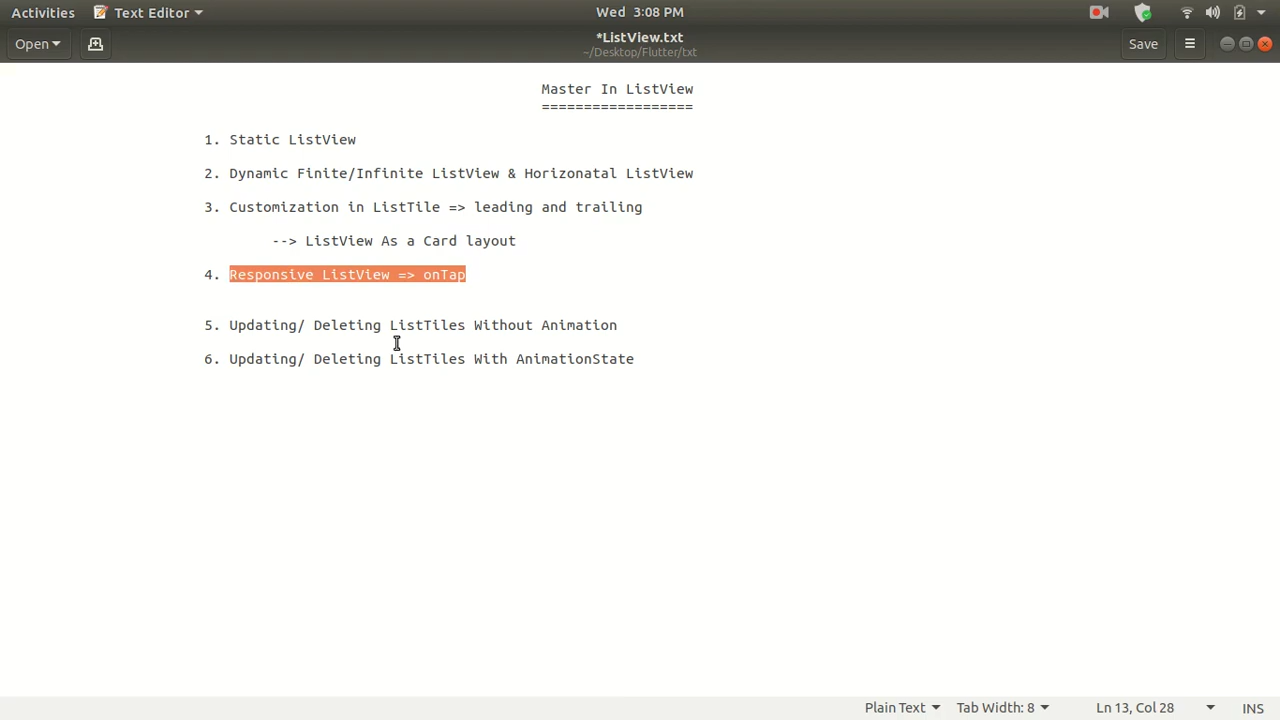 Activities Text Editor Wed 3:08 PM
Open *ListView.txt Save
~/Desktop/Flutter/txt
Master In ListView
==================
1. Static ListView
2. Dynamic Finite/Infinite ListView & Horizonatal ListView
3. Customization in ListTile => leading and trailing
--> ListView As a Card layout
4. Responsive ListView => onTap
5. Updating/ Deleting ListTiles Without Animation
6. Updating/ Deleting ListTiles With AnimationState
Plain Text Tab Width: 8 Ln 13, Col 28 INS